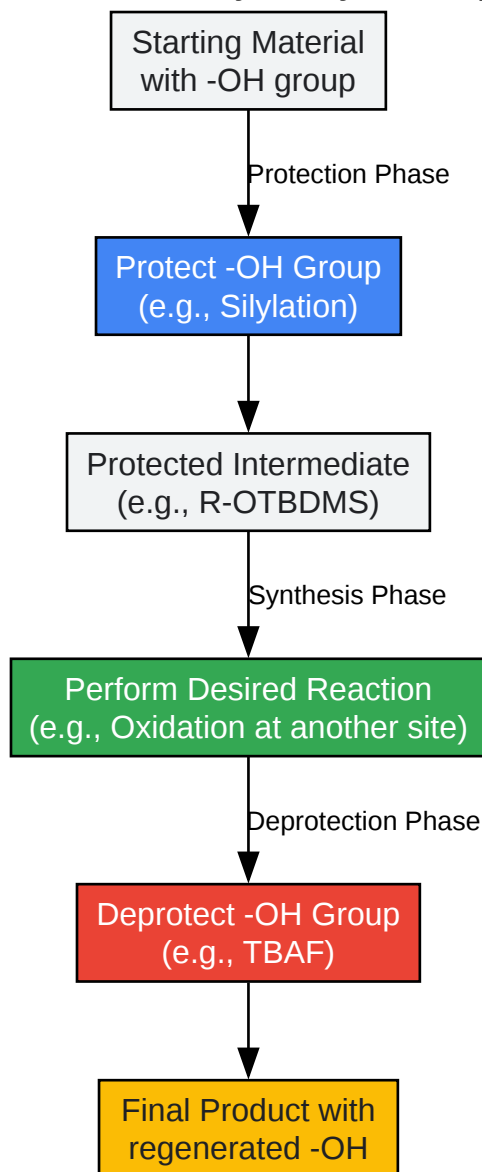 Starting Material
with -OH group
Protection Phase
Protect -OH Group
(e.g., Silylation)
Protected Intermediate
(e.g., R-OTBDMS)
Synthesis Phase
Perform Desired Reaction
(e.g., Oxidation at another site)
Deprotection Phase
Deprotect -OH Group
(e.g., TBAF)
Final Product with
regenerated -OH